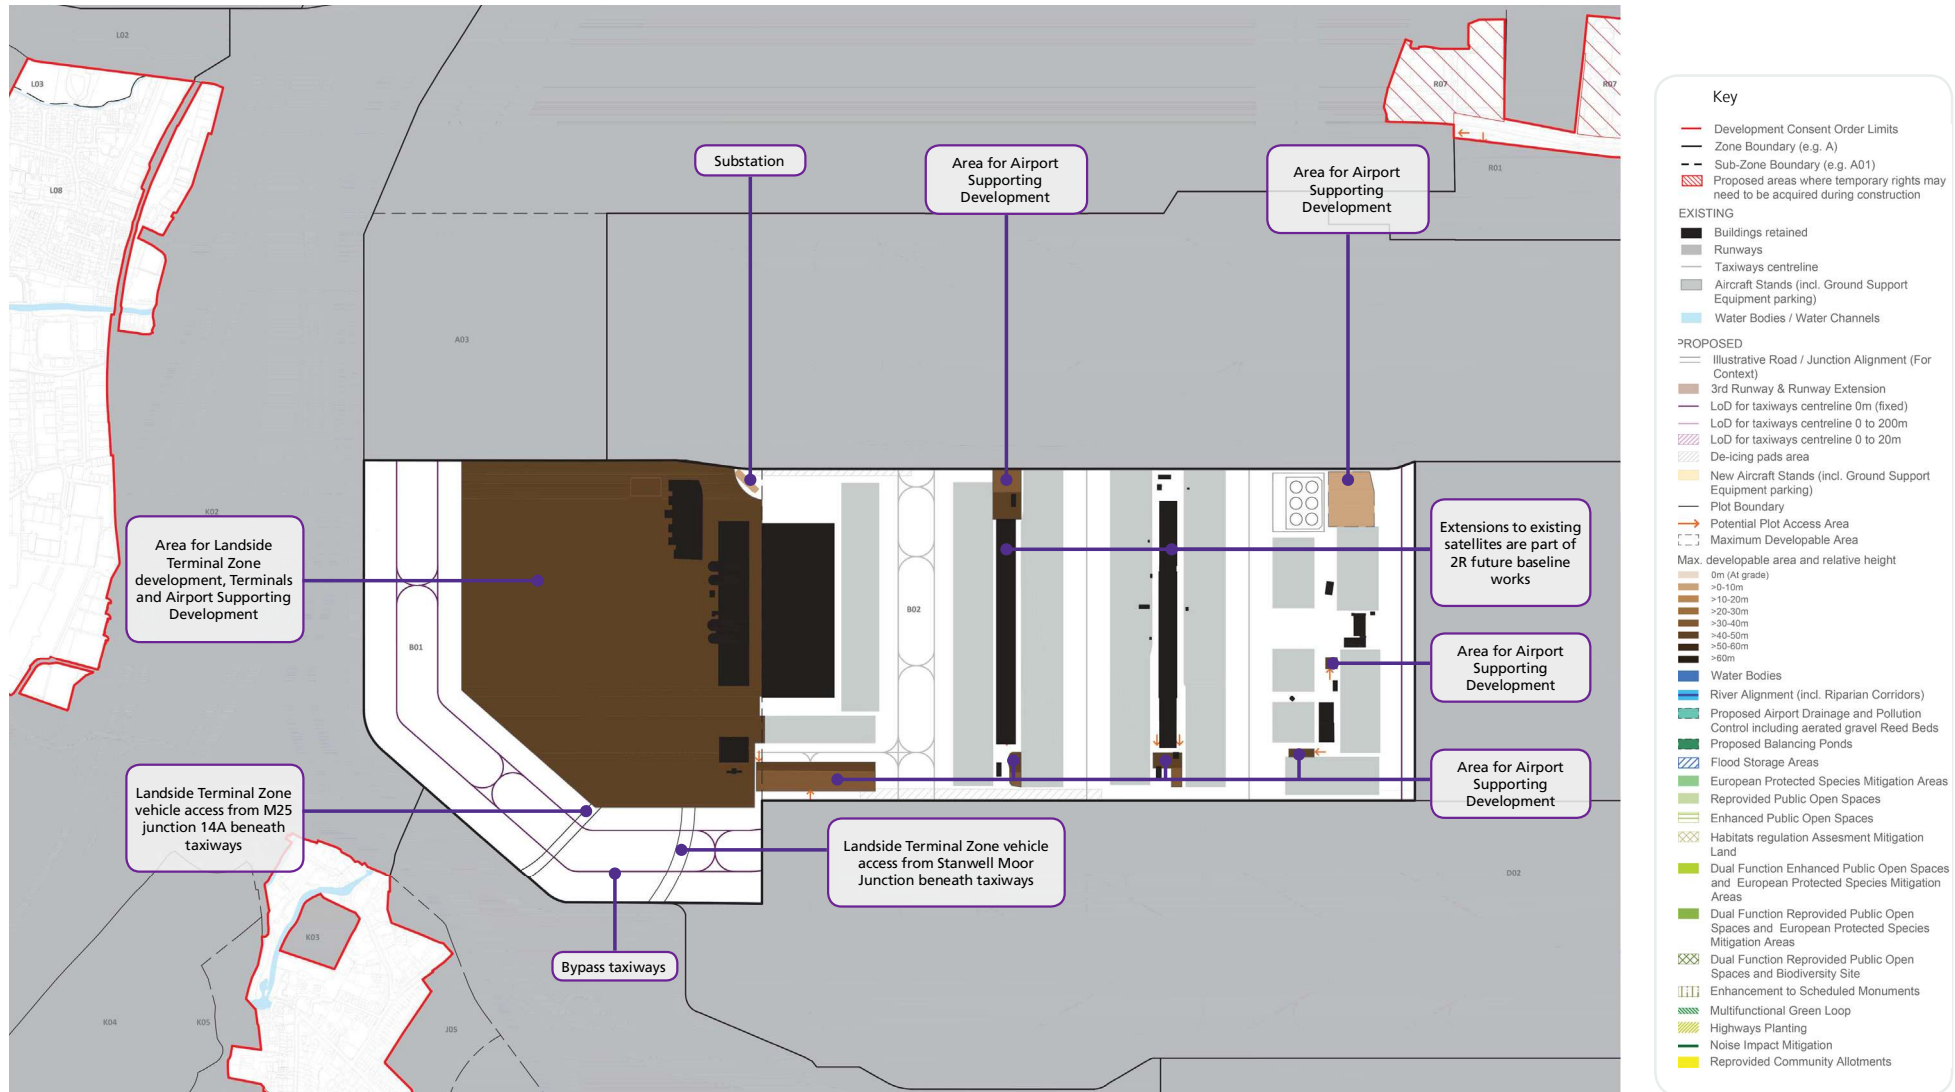 L02
L03
L08
R07
R07
R01
Substation
Area for Airport
Supporting
Development
Area for Airport
Supporting
Development
A03
K02
Area for Landside
Terminal Zone
development, Terminals
and Airport Supporting
Development
Extensions to existing
satellites are part of
2R future baseline
works
B02
B01
Area for Airport
Supporting
Development
Area for Airport
Supporting
Development
Landside Terminal Zone
vehicle access from M25
junction 14A beneath
taxiways
Landside Terminal Zone vehicle
access from Stanwell Moor
Junction beneath taxiways
D02
K03
Bypass taxiways
K04
K05
J05
Key
Development Consent Order Limits
Zone Boundary (e.g. A)
Sub-Zone Boundary (e.g. A01)
Proposed areas where temporary rights may
need to be acquired during construction
EXISTING
Buildings retained
Runways
Taxiways centreline
Aircraft Stands (incl. Ground Support
Equipment parking)
Water Bodies / Water Channels
PROPOSED
Illustrative Road / Junction Alignment (For
Context)
3rd Runway & Runway Extension
LoD for taxiways centreline 0m (fixed)
LoD for taxiways centreline 0 to 200m
LoD for taxiways centreline 0 to 20m
De-icing pads area
New Aircraft Stands (incl. Ground Support
Equipment parking)
Plot Boundary
Potential Plot Access Area
Maximum Developable Area
Max. developable area and relative height
0m (At grade)
>0-10m
>10-20m
>20-30m
>30-40m
>40-50m
>50-60m
>60m
Water Bodies
River Alignment (incl. Riparian Corridors)
Proposed Airport Drainage and Pollution
Control including aerated gravel Reed Beds
Proposed Balancing Ponds
Flood Storage Areas
European Protected Species Mitigation Areas
Reprovided Public Open Spaces
Enhanced Public Open Spaces
Habitats regulation Assesment Mitigation
Land
Dual Function Enhanced Public Open Spaces
and European Protected Species Mitigation
Areas
Dual Function Reprovided Public Open
Spaces and European Protected Species
Mitigation Areas
Dual Function Reprovided Public Open
Spaces and Biodiversity Site
Enhancement to Scheduled Monuments
Multifunctional Green Loop
Highways Planting
Noise Impact Mitigation
Reprovided Community Allotments